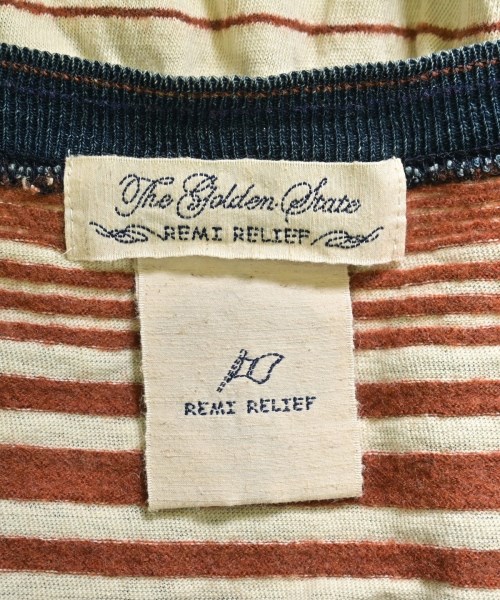 The Golden State
REMI RELIEF
REMI RELIEF